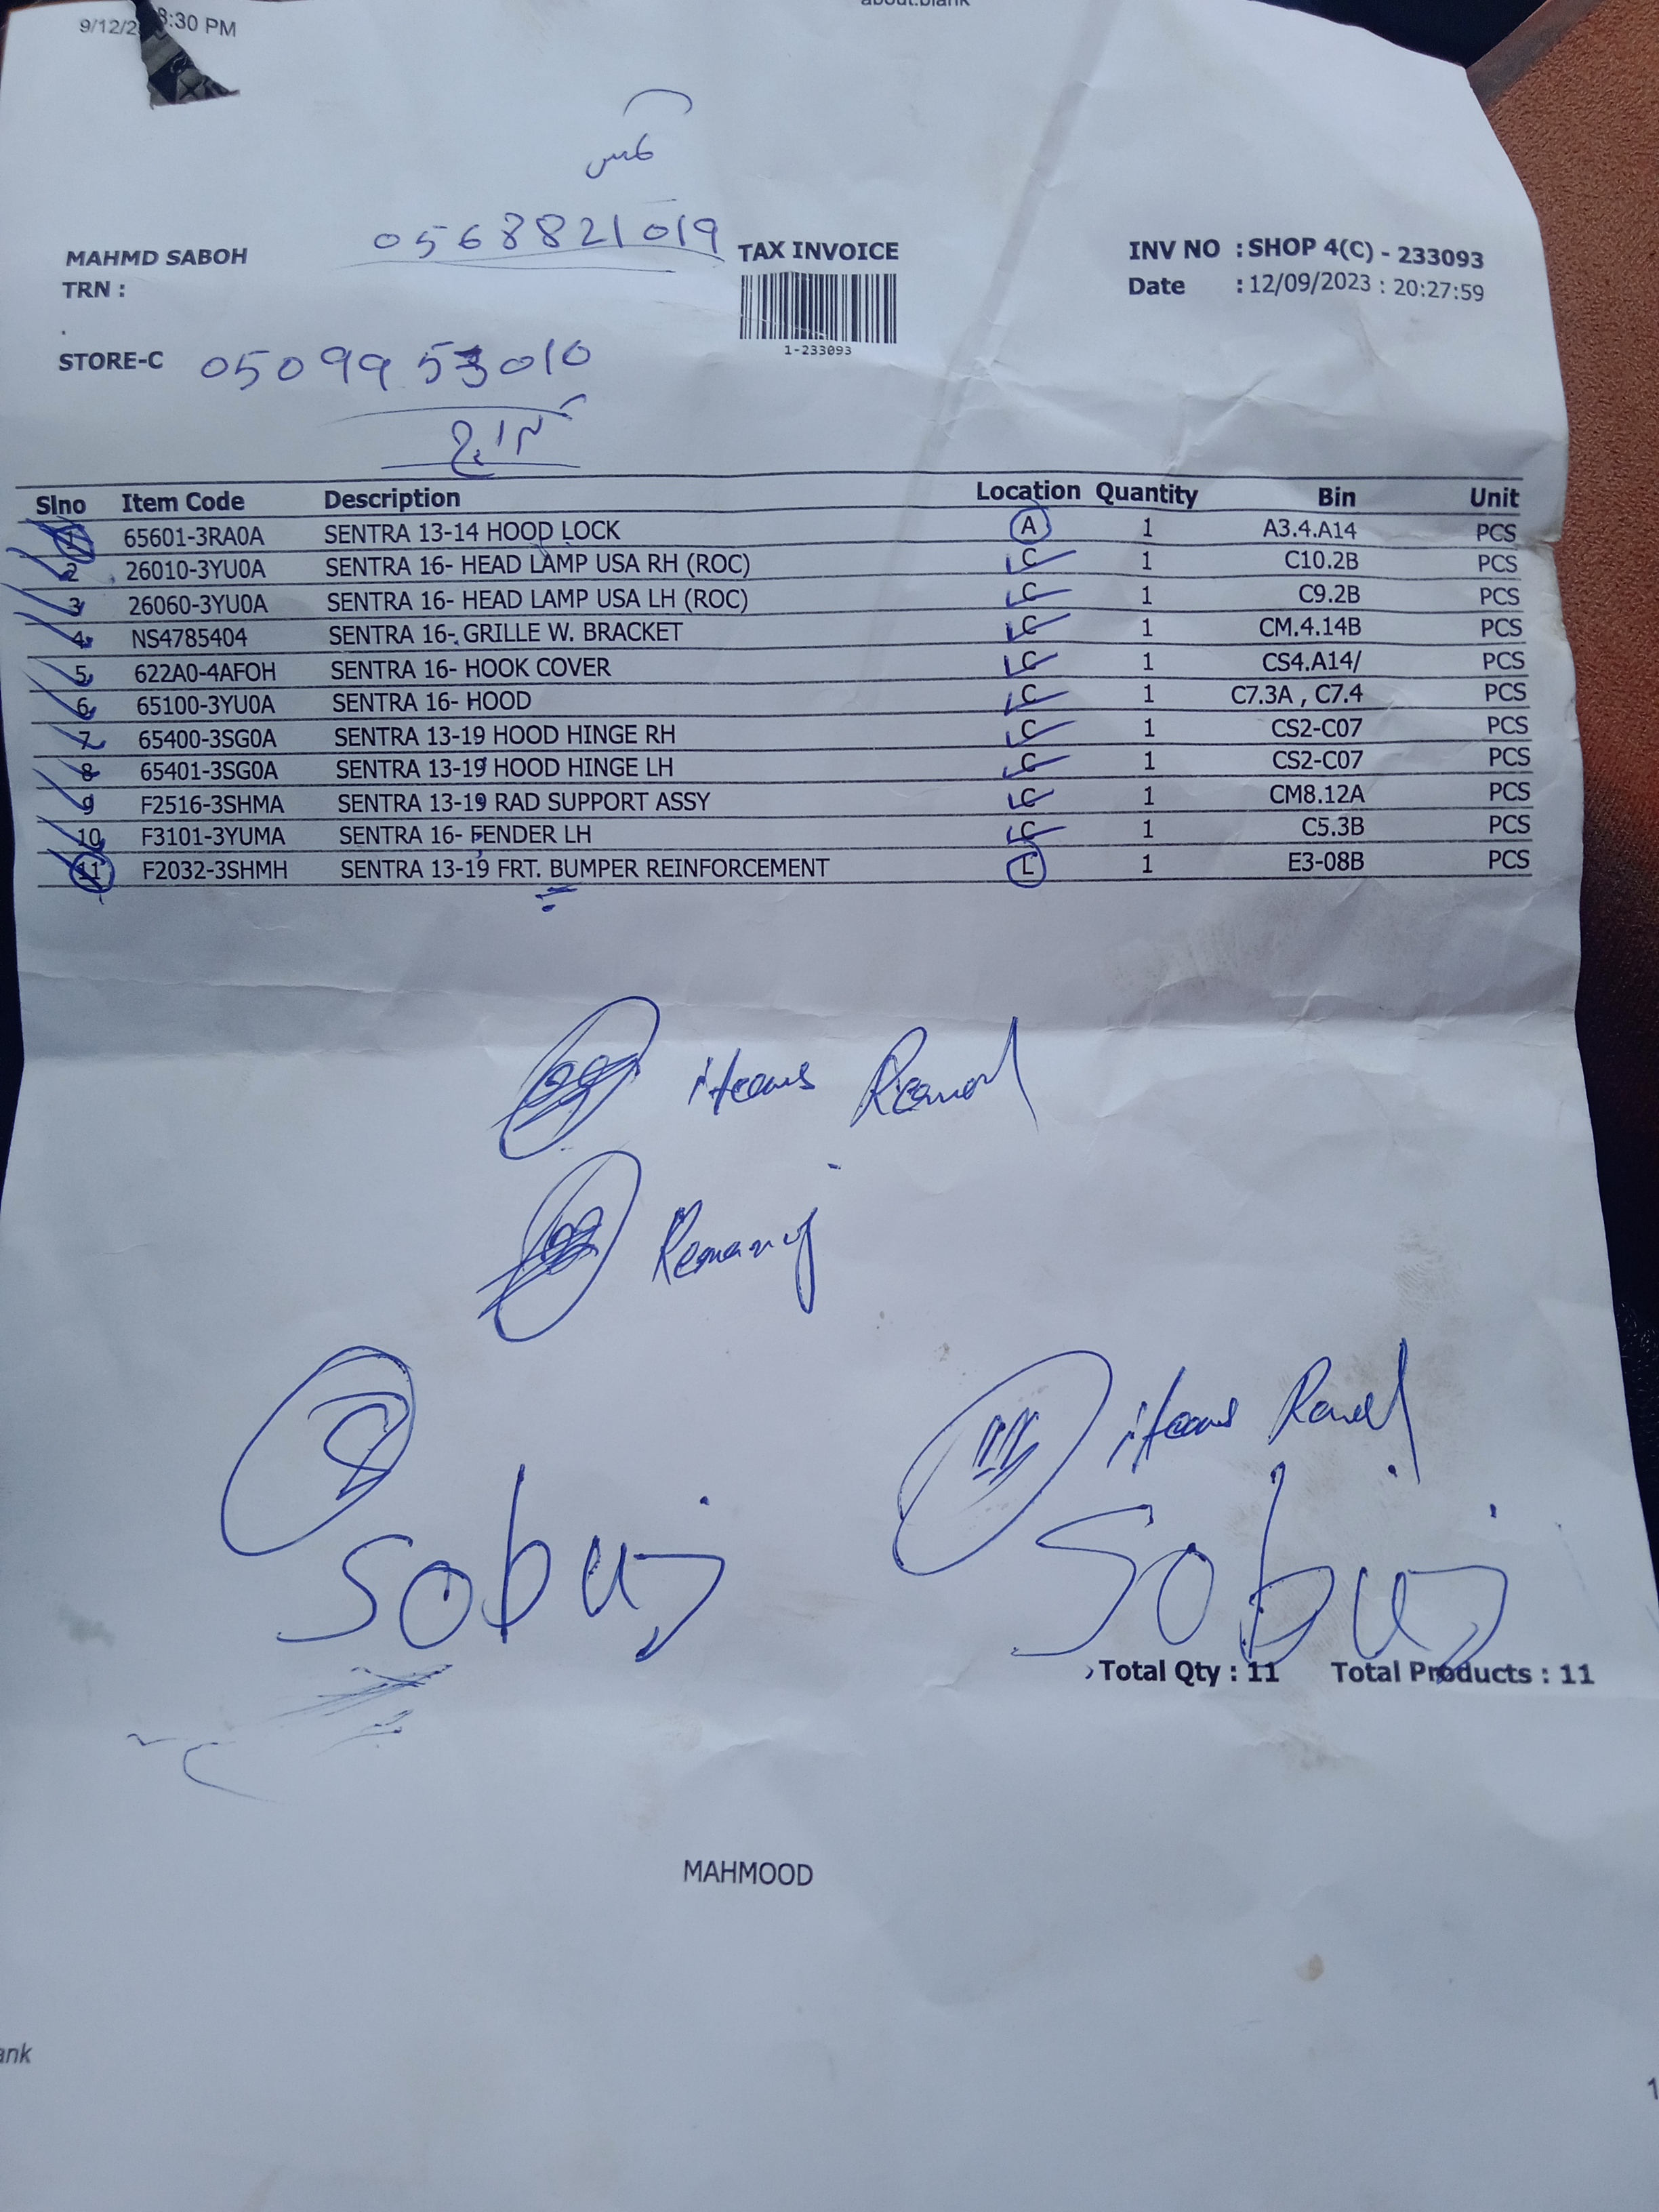 about:blank
9/12/2 8:30 PM
0568821019
MAHMD SABOH TAX INVOICE INV NO : SHOP 4(C) - 233093
TRN : Date : 12/09/2023 : 20:27:59
.
1-233093
STORE-C 0509953010
Slno Item Code Description Location Quantity Bin Unit
1 65601-3RA0A SENTRA 13-14 HOOD LOCK A 1 A3.4.A14 PCS
2 26010-3YU0A SENTRA 16- HEAD LAMP USA RH (ROC) C 1 C10.2B PCS
3 26060-3YU0A SENTRA 16- HEAD LAMP USA LH (ROC) C 1 C9.2B PCS
4 NS4785404 SENTRA 16- GRILLE W. BRACKET C 1 CM.4.14B PCS
5 622A0-4AFOH SENTRA 16- HOOK COVER C 1 CS4.A14/ PCS
6 65100-3YU0A SENTRA 16- HOOD C 1 C7.3A , C7.4 PCS
7 65400-3SG0A SENTRA 13-19 HOOD HINGE RH C 1 CS2-C07 PCS
8 65401-3SG0A SENTRA 13-19 HOOD HINGE LH C 1 CS2-C07 PCS
9 F2516-3SHMA SENTRA 13-19 RAD SUPPORT ASSY C 1 CM8.12A PCS
10 F3101-3YUMA SENTRA 16- FENDER LH C 1 C5.3B PCS
11 F2032-3SHMH SENTRA 13-19 FRT. BUMPER REINFORCEMENT L 1 E3-08B PCS
items
items
sobuj Sobuj
Total Qty : 11 Total Products : 11
MAHMOOD
ank
1